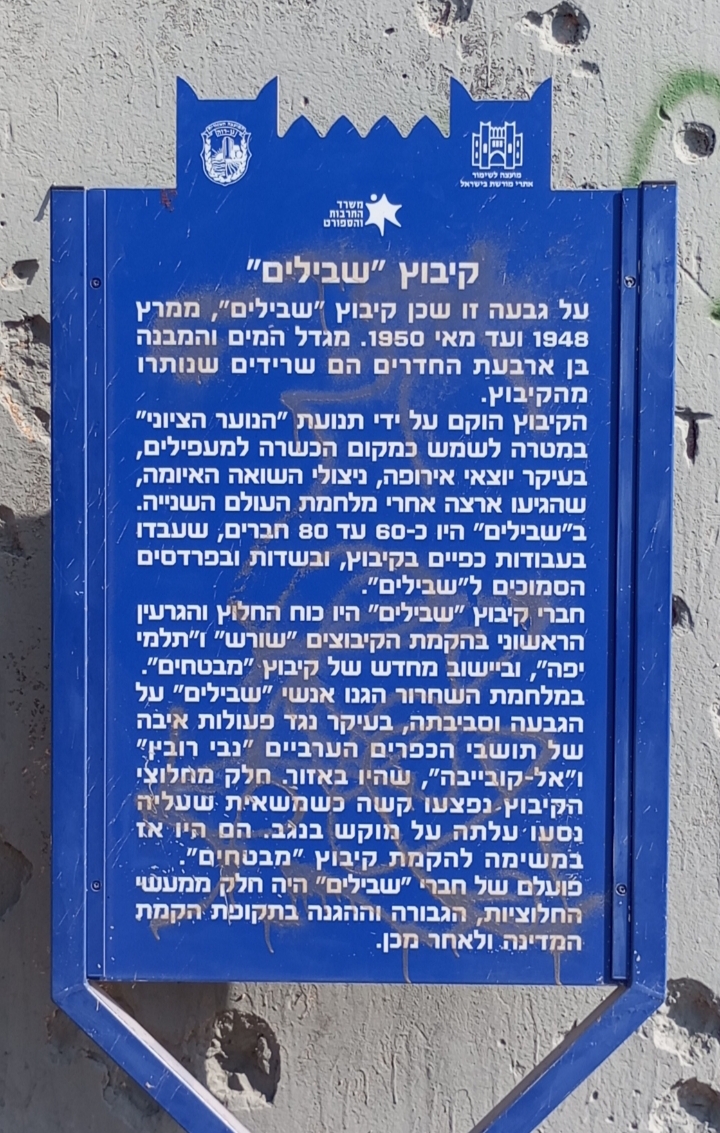 המועצה לשימור
אתרי מורשת בישראל
משרד
התרבות
והספורט
קיבוץ "שבילים"
על גבעה זו שכן קיבוץ "שבילים", ממרץ
1948 ועד מאי 1950. מגדל המים והמבנה
בן ארבעת החדרים הם שרידים שנותרו
מהקיבוץ.
הקיבוץ הוקם על ידי תנועת "הנוער הציוני"
במטרה לשמש כמקום הכשרה למעפילים,
בעיקר יוצאי אירופה, ניצולי השואה האיומה,
שהגיעו ארצה אחרי מלחמת העולם השנייה.
ב"שבילים" היו כ-60 עד 80 חברים, שעבדו
בעבודות כפיים בקיבוץ, ובשדות ובפרדסים
הסמוכים ל"שבילים".
חברי קיבוץ "שבילים" היו כוח החלוץ והגרעין
הראשוני בהקמת הקיבוצים "שורש" ו"תלמי
יפה", וביישוב מחדש של קיבוץ "מבטחים".
במלחמת השחרור הגנו אנשי "שבילים" על
הגבעה וסביבתה, בעיקר נגד פעולות איבה
של תושבי הכפרים הערביים "נבי רובין"
ו"אל-קובייבה", שהיו באזור. חלק מחלוצי
הקיבוץ נפצעו קשה כשמשאית שעליה
נסעו עלתה על מוקש בנגב. הם היו אז
במשימה להקמת קיבוץ "מבטחים".
פועלם של חברי "שבילים" היה חלק ממעשי
החלוציות, הגבורה וההגנה בתקופת הקמת
המדינה ולאחר מכן.